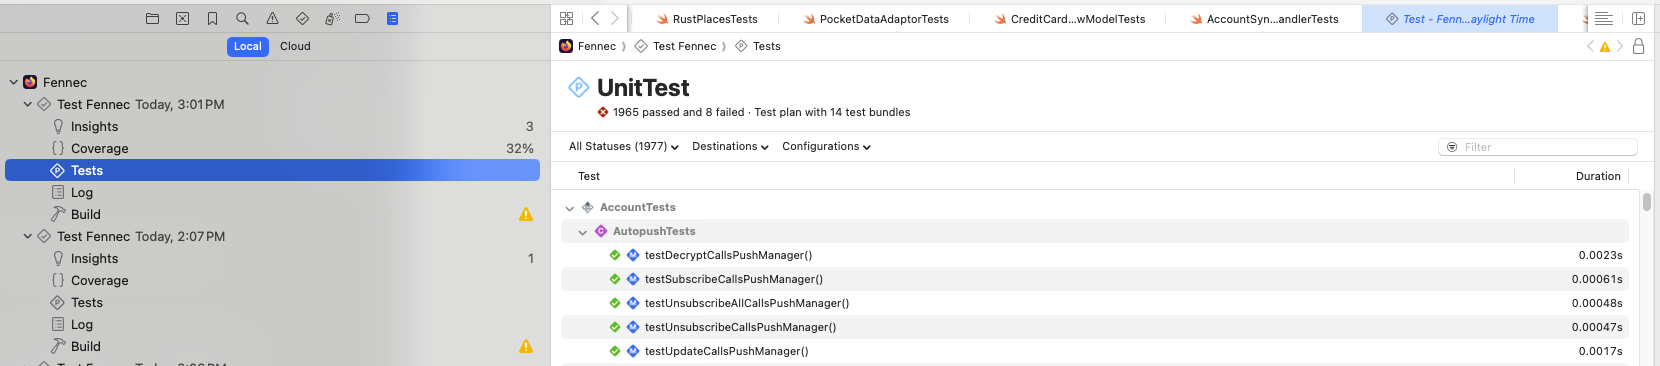 RustPlacesTests
PocketDataAdaptorTests
CreditCard...wModelTests
AccountSyn...andlerTests
Test - Fenn...aylight Time
Local
Cloud
Fennec
Test Fennec
Tests
Fennec
Test Fennec Today, 3:01 PM
Insights 3
Coverage 32%
Tests
Log
Build
Test Fennec Today, 2:07 PM
Insights 1
Coverage
Tests
Log
Build
UnitTest
1965 passed and 8 failed · Test plan with 14 test bundles
All Statuses (1977)
Destinations
Configurations
Filter
Test
Duration
AccountTests
AutopushTests
testDecryptCallsPushManager() 0.0023s
testSubscribeCallsPushManager() 0.00061s
testUnsubscribeAllCallsPushManager() 0.00048s
testUnsubscribeCallsPushManager() 0.00047s
testUpdateCallsPushManager() 0.0017s